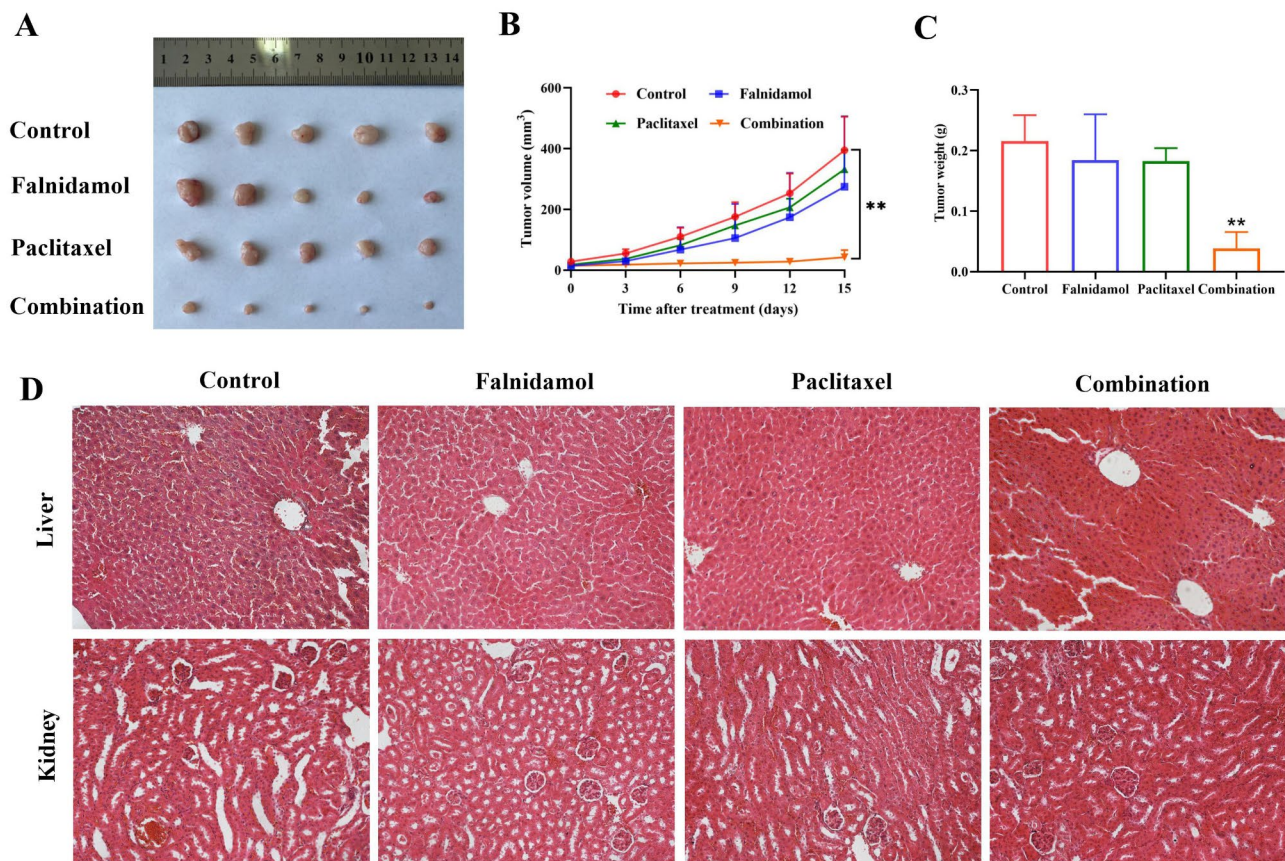 A
1 2 3 4 5 6 7 8 9 10 11 12 13 14
Control
Falnidamol
Paclitaxel
Combination
B
Tumor volume (mm³)
600
400
200
0
Control
Falnidamol
Paclitaxel
Combination
**
0 3 6 9 12 15
Time after treatment (days)
C
Tumor weight (g)
0.3
0.2
0.1
0.0
**
Control Falnidamol Paclitaxel Combination
D
Control Falnidamol Paclitaxel Combination
Liver
Kidney